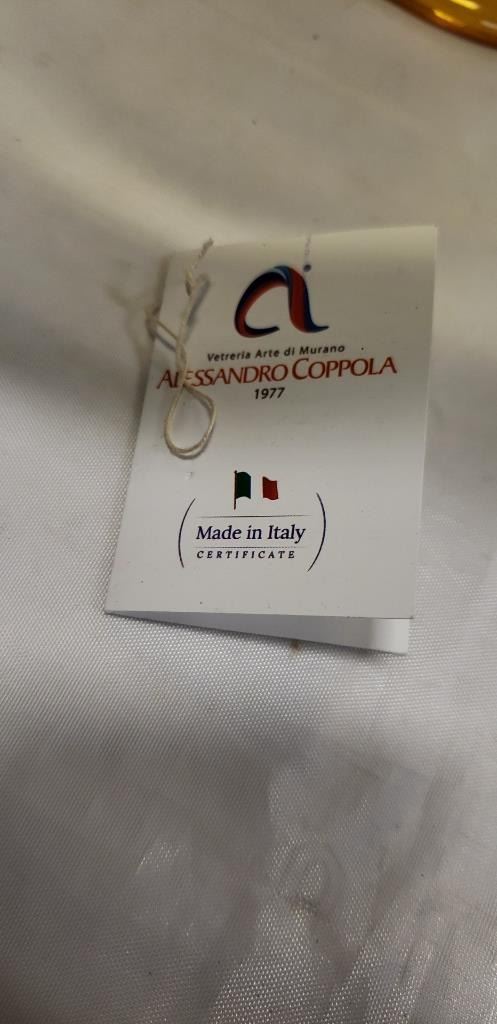 Vetreria Arte di Murano
ALESSANDRO COPPOLA
1977
Made in Italy
CERTIFICATE